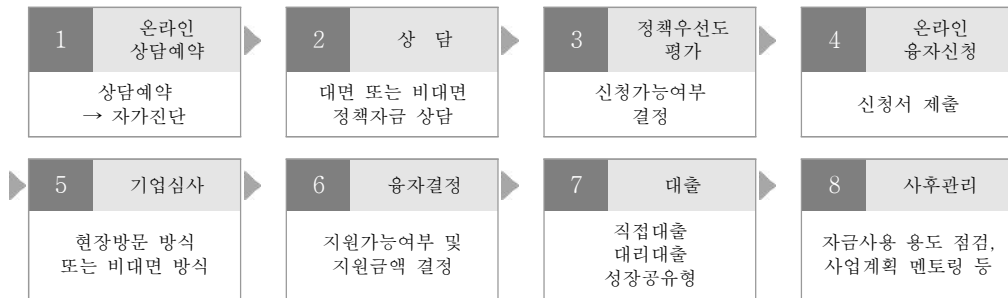 1
온라인
상담예약
상담예약
→ 자가진단
2
상 담
대면 또는 비대면
정책자금 상담
3
정책우선도
평가
신청가능여부
결정
4
온라인
융자신청
신청서 제출
5
기업심사
현장방문 방식
또는 비대면 방식
6
융자결정
지원가능여부 및
지원금액 결정
7
대출
직접대출
대리대출
성장공유형
8
사후관리
자금사용 용도 점검,
사업계획 멘토링 등